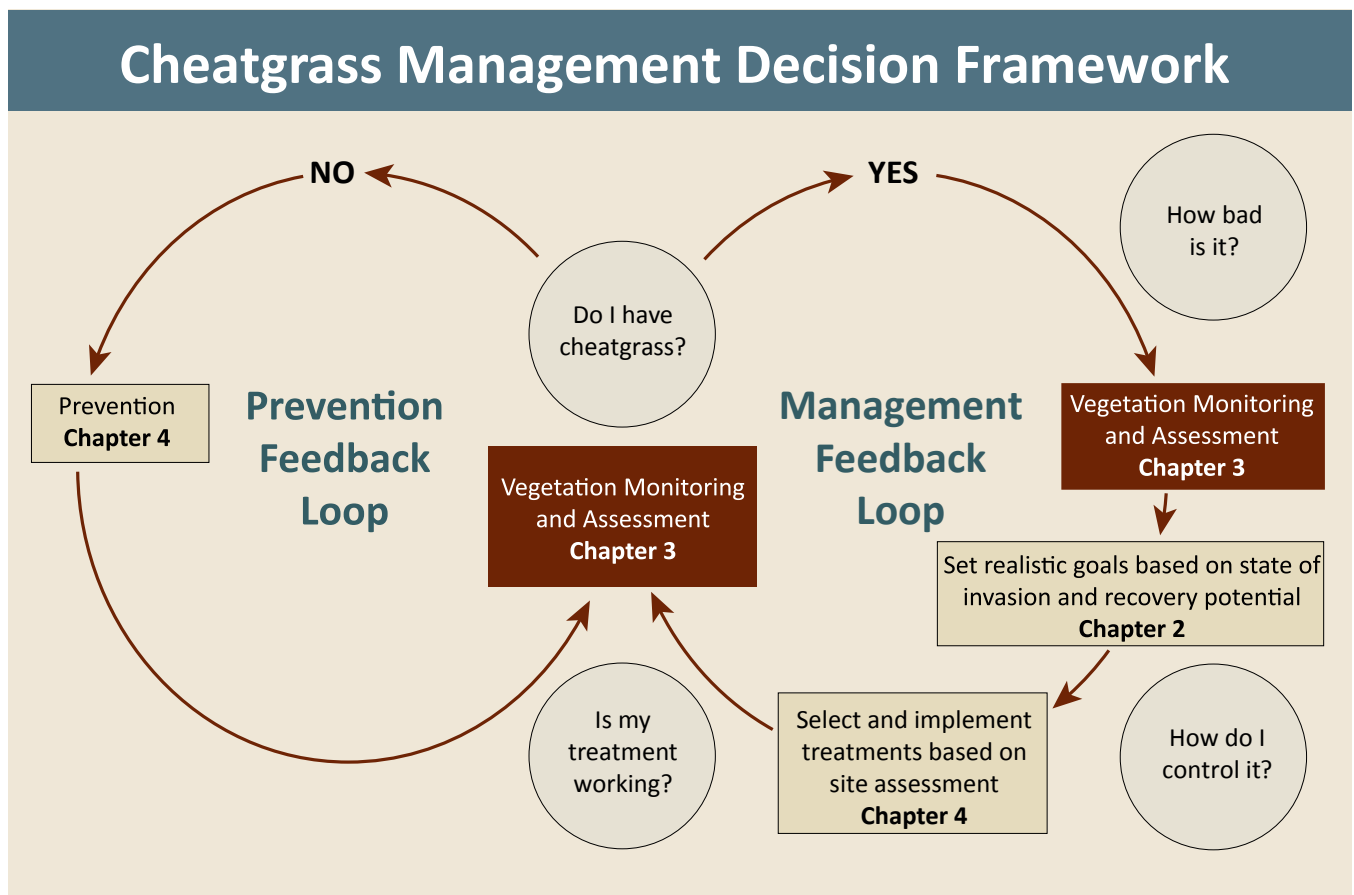 Cheatgrass Management Decision Framework
NO
YES
How bad
is it?
Do I have
cheatgrass?
Prevention
Chapter 4
Prevention
Feedback
Loop
Management
Feedback
Loop
Vegetation Monitoring
and Assessment
Chapter 3
Vegetation Monitoring
and Assessment
Chapter 3
Set realistic goals based on state of
invasion and recovery potential
Chapter 2
Is my
treatment
working?
Select and implement
treatments based on
site assessment
Chapter 4
How do I
control it?